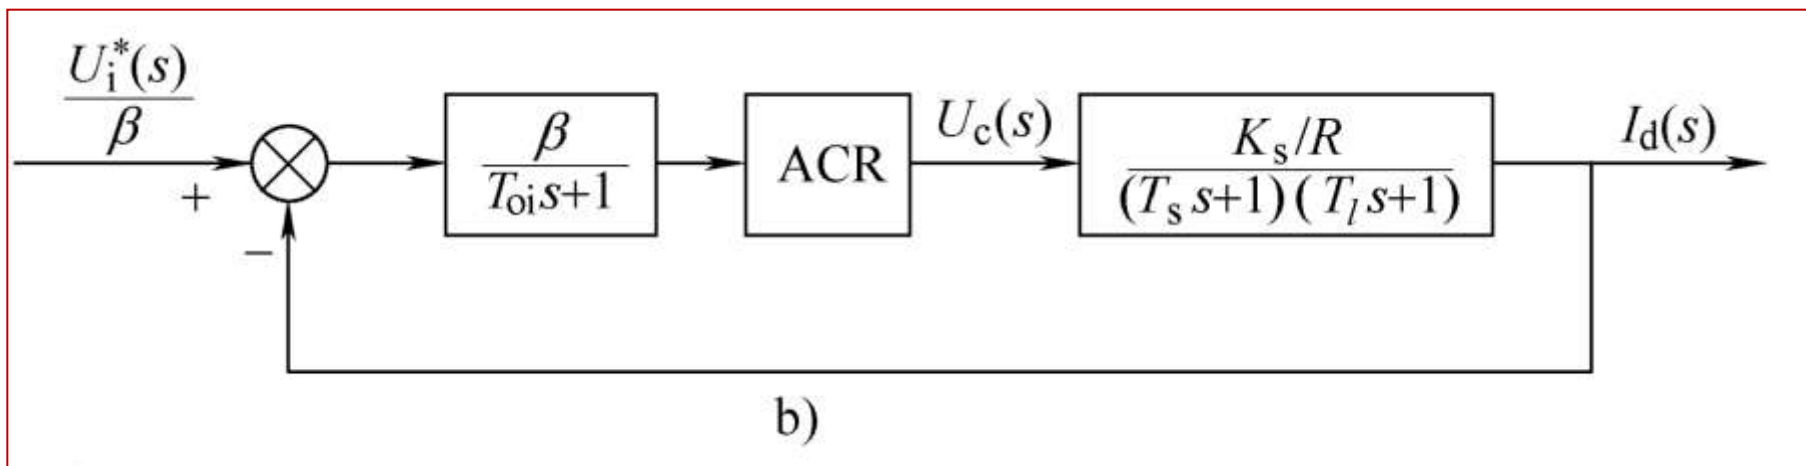 U_i^*(s)/β
+
−
β/(T_oi s+1)
ACR
U_c(s)
K_s/R/((T_s s+1)(T_l s+1))
I_d(s)
b)